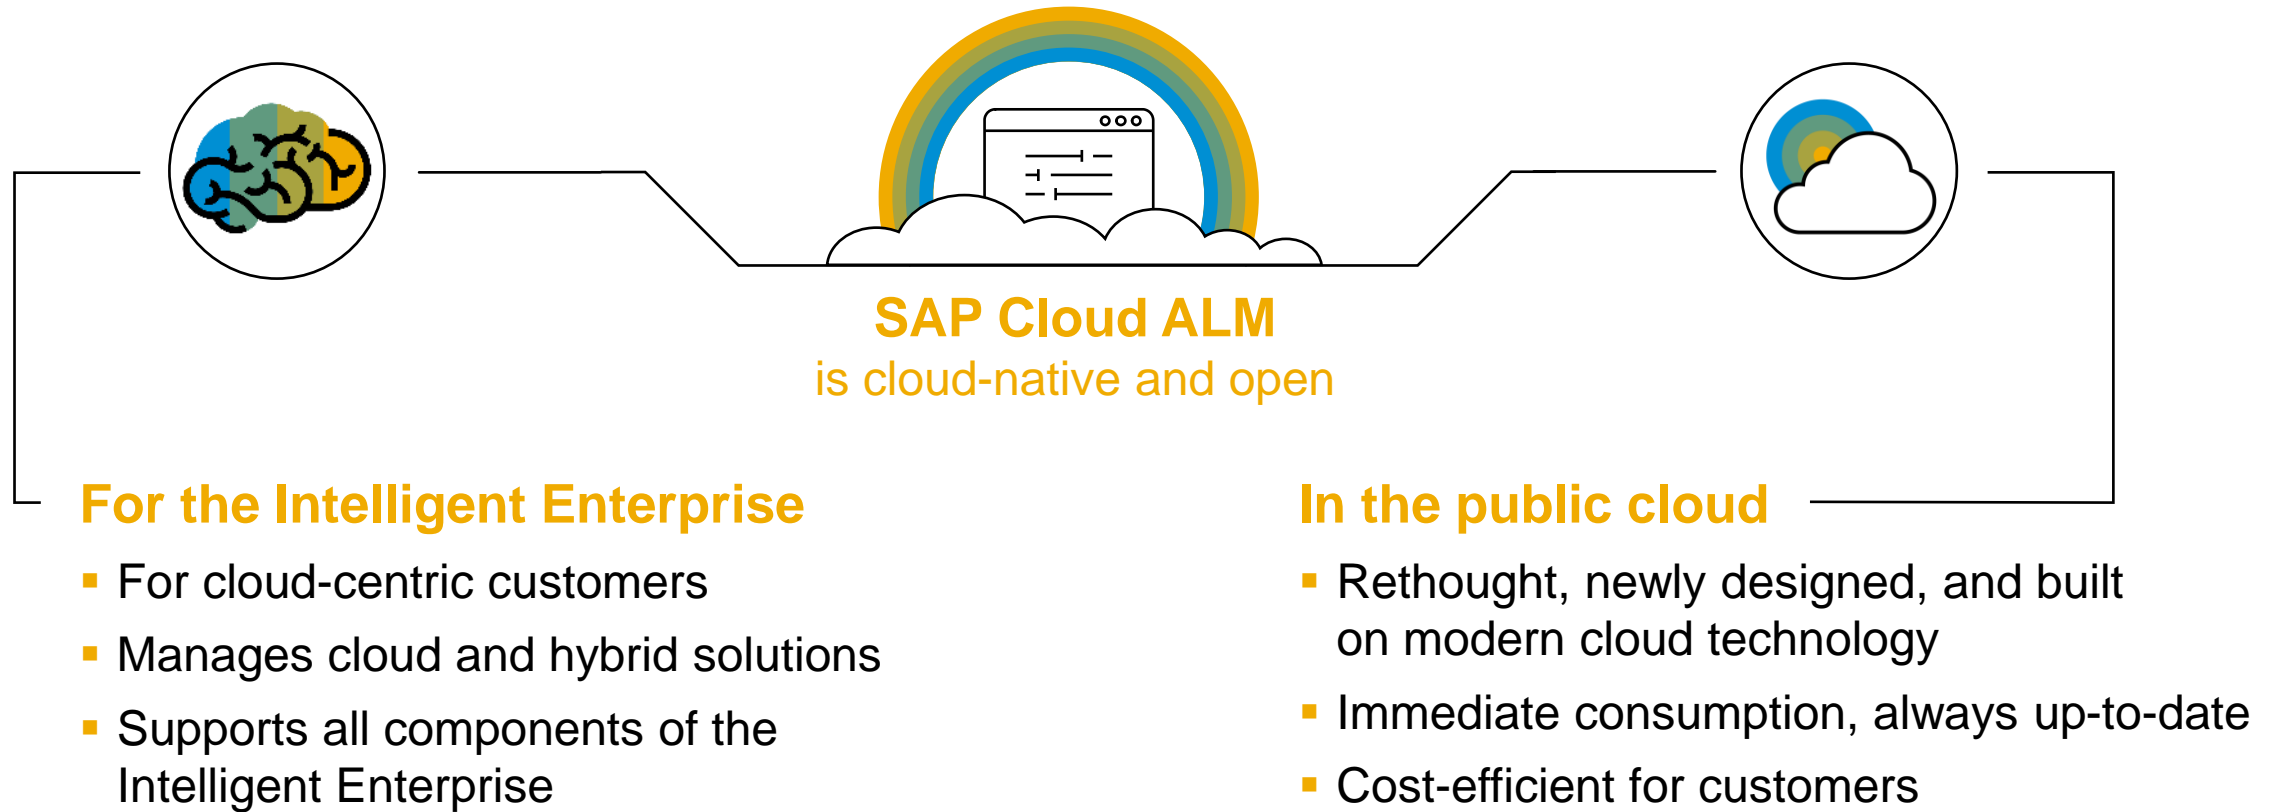 SAP Cloud ALM
is cloud-native and open
For the Intelligent Enterprise
▪ For cloud-centric customers
▪ Manages cloud and hybrid solutions
▪ Supports all components of the
Intelligent Enterprise
In the public cloud
▪ Rethought, newly designed, and built
on modern cloud technology
▪ Immediate consumption, always up-to-date
▪ Cost-efficient for customers